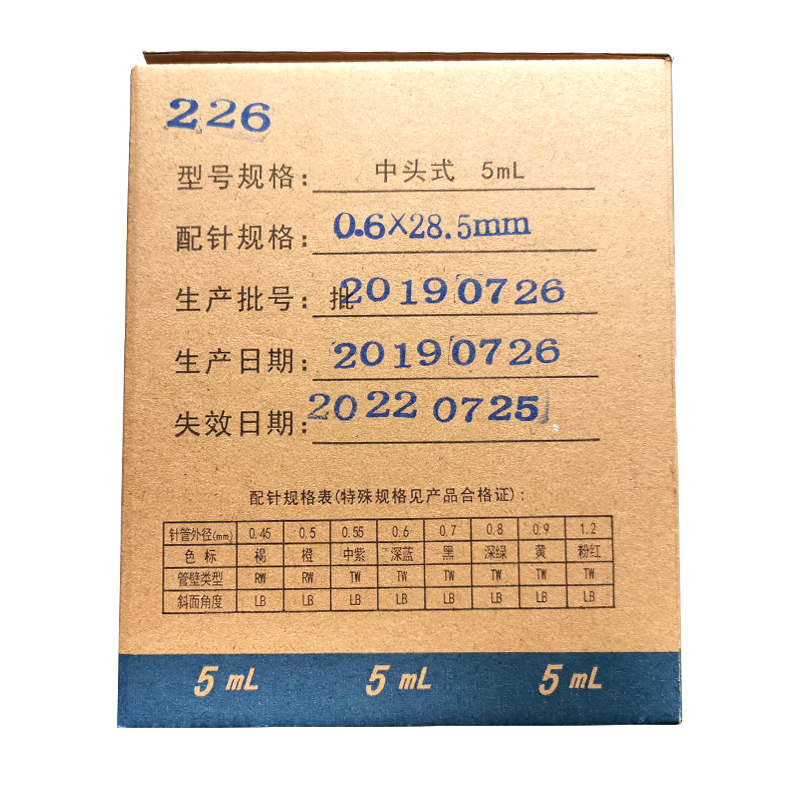 226
型号规格: 中头式 5mL
配针规格: 0.6×28.5mm
生产批号: 批20190726
生产日期: 20190726
失效日期: 20220725
配针规格表(特殊规格见产品合格证):
针管外径(mm) 0.45 0.5 0.55 0.6 0.7 0.8 0.9 1.2
色标 褐 橙 中紫 深蓝 黑 深绿 黄 粉红
管壁类型 RW RW TW TW TW TW TW TW
斜面角度 LB LB LB LB LB LB LB LB
5 mL 5 mL 5 mL